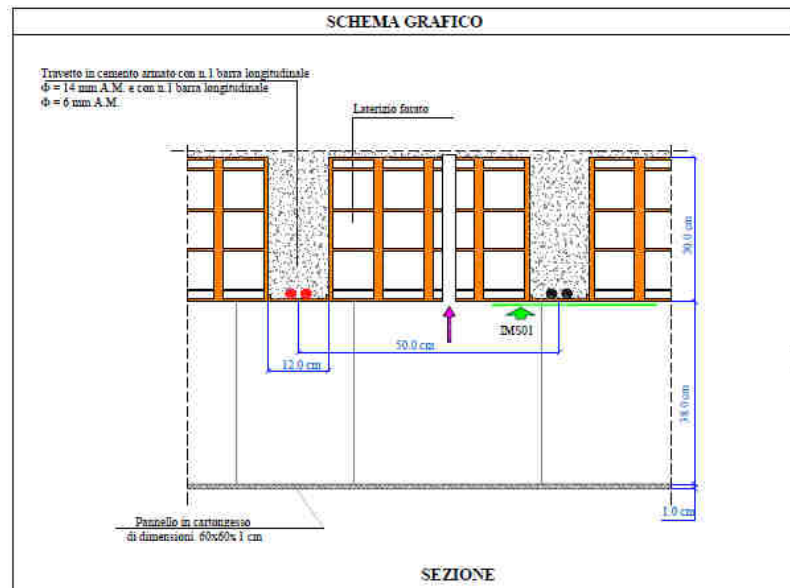 SCHEMA GRAFICO
Travetto in cemento armato con n.1 barra longitudinale
Φ = 14 mm A.M. e con n.1 barra longitudinale
Φ = 6 mm A.M.
Laterizio forato
30.0 cm
IMS01
50.0 cm
12.0 cm
38.0 cm
1.0 cm
Pannello in cartongesso
di dimensioni 60x60x 1 cm
SEZIONE